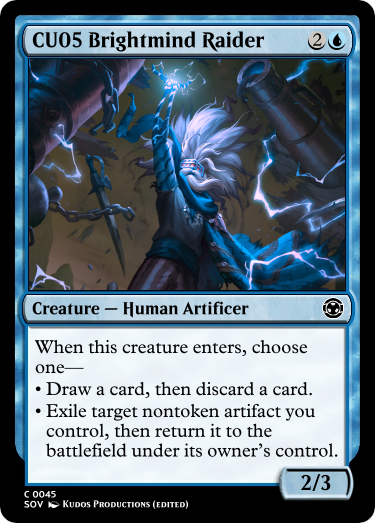 CU05 Brightmind Raider 2
Creature — Human Artificer
When this creature enters, choose
one—
• Draw a card, then discard a card.
• Exile target nontoken artifact you
control, then return it to the
battlefield under its owner's control.
2/3
C 0045
SOV Kudos Productions (edited)